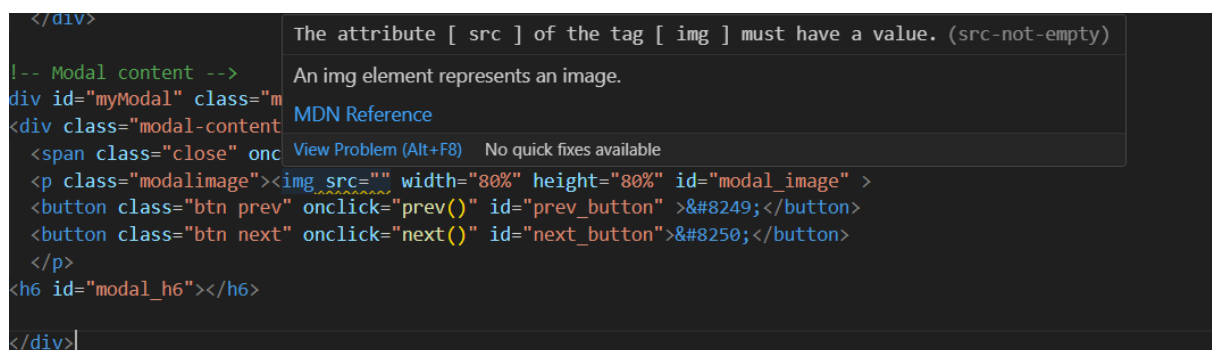 </div>
The attribute [ src ] of the tag [ img ] must have a value. (src-not-empty)
An img element represents an image.
MDN Reference
View Problem (Alt+F8) No quick fixes available
!-- Modal content -->
div id="myModal" class="m
<div class="modal-content
<span class="close" onc
<p class="modalimage"><img src="" width="80%" height="80%" id="modal_image" >
<button class="btn prev" onclick="prev()" id="prev_button" >&#8249;</button>
<button class="btn next" onclick="next()" id="next_button">&#8250;</button>
</p>
<h6 id="modal_h6"></h6>
</div>